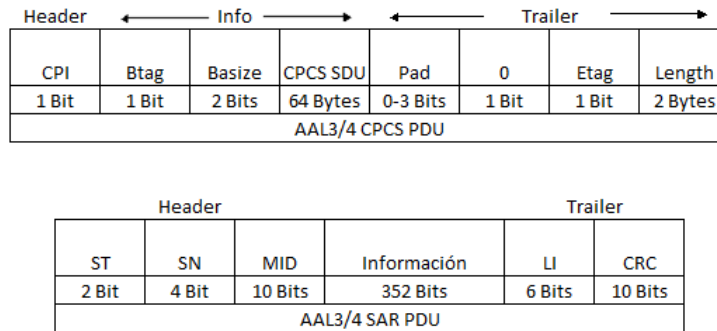 Header Info Trailer
CPI Btag Basize CPCS SDU Pad 0 Etag Length
1 Bit 1 Bit 2 Bits 64 Bytes 0-3 Bits 1 Bit 1 Bit 2 Bytes
AAL3/4 CPCS PDU
Header Trailer
ST SN MID Información LI CRC
2 Bit 4 Bit 10 Bits 352 Bits 6 Bits 10 Bits
AAL3/4 SAR PDU